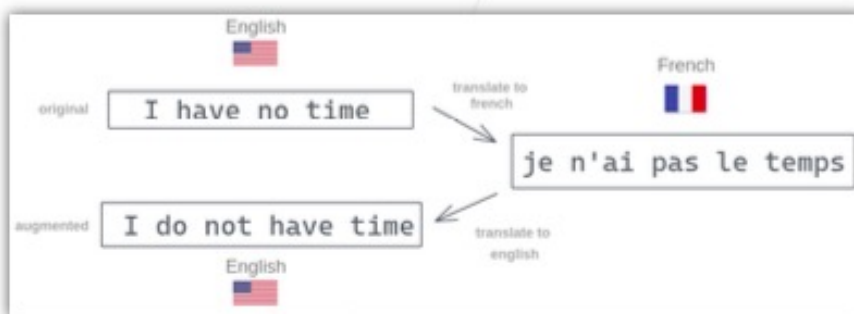 English
original
I have no time
translate to
french
French
je n'ai pas le temps
augmented
I do not have time
translate to
english
English